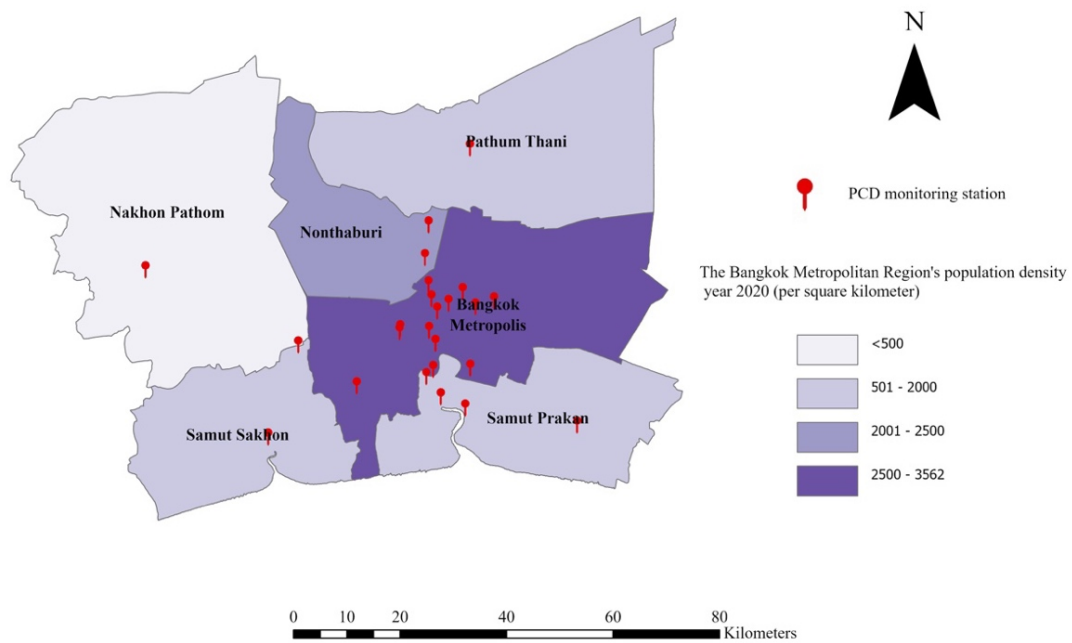 N
Pathum Thani
Nakhon Pathom
Nonthaburi
Bangkok
Metropolis
Samut Sakhon
Samut Prakan
PCD monitoring station
The Bangkok Metropolitan Region's population density
year 2020 (per square kilometer)
<500
501 - 2000
2001 - 2500
2500 - 3562
0 10 20 40 60 80
Kilometers